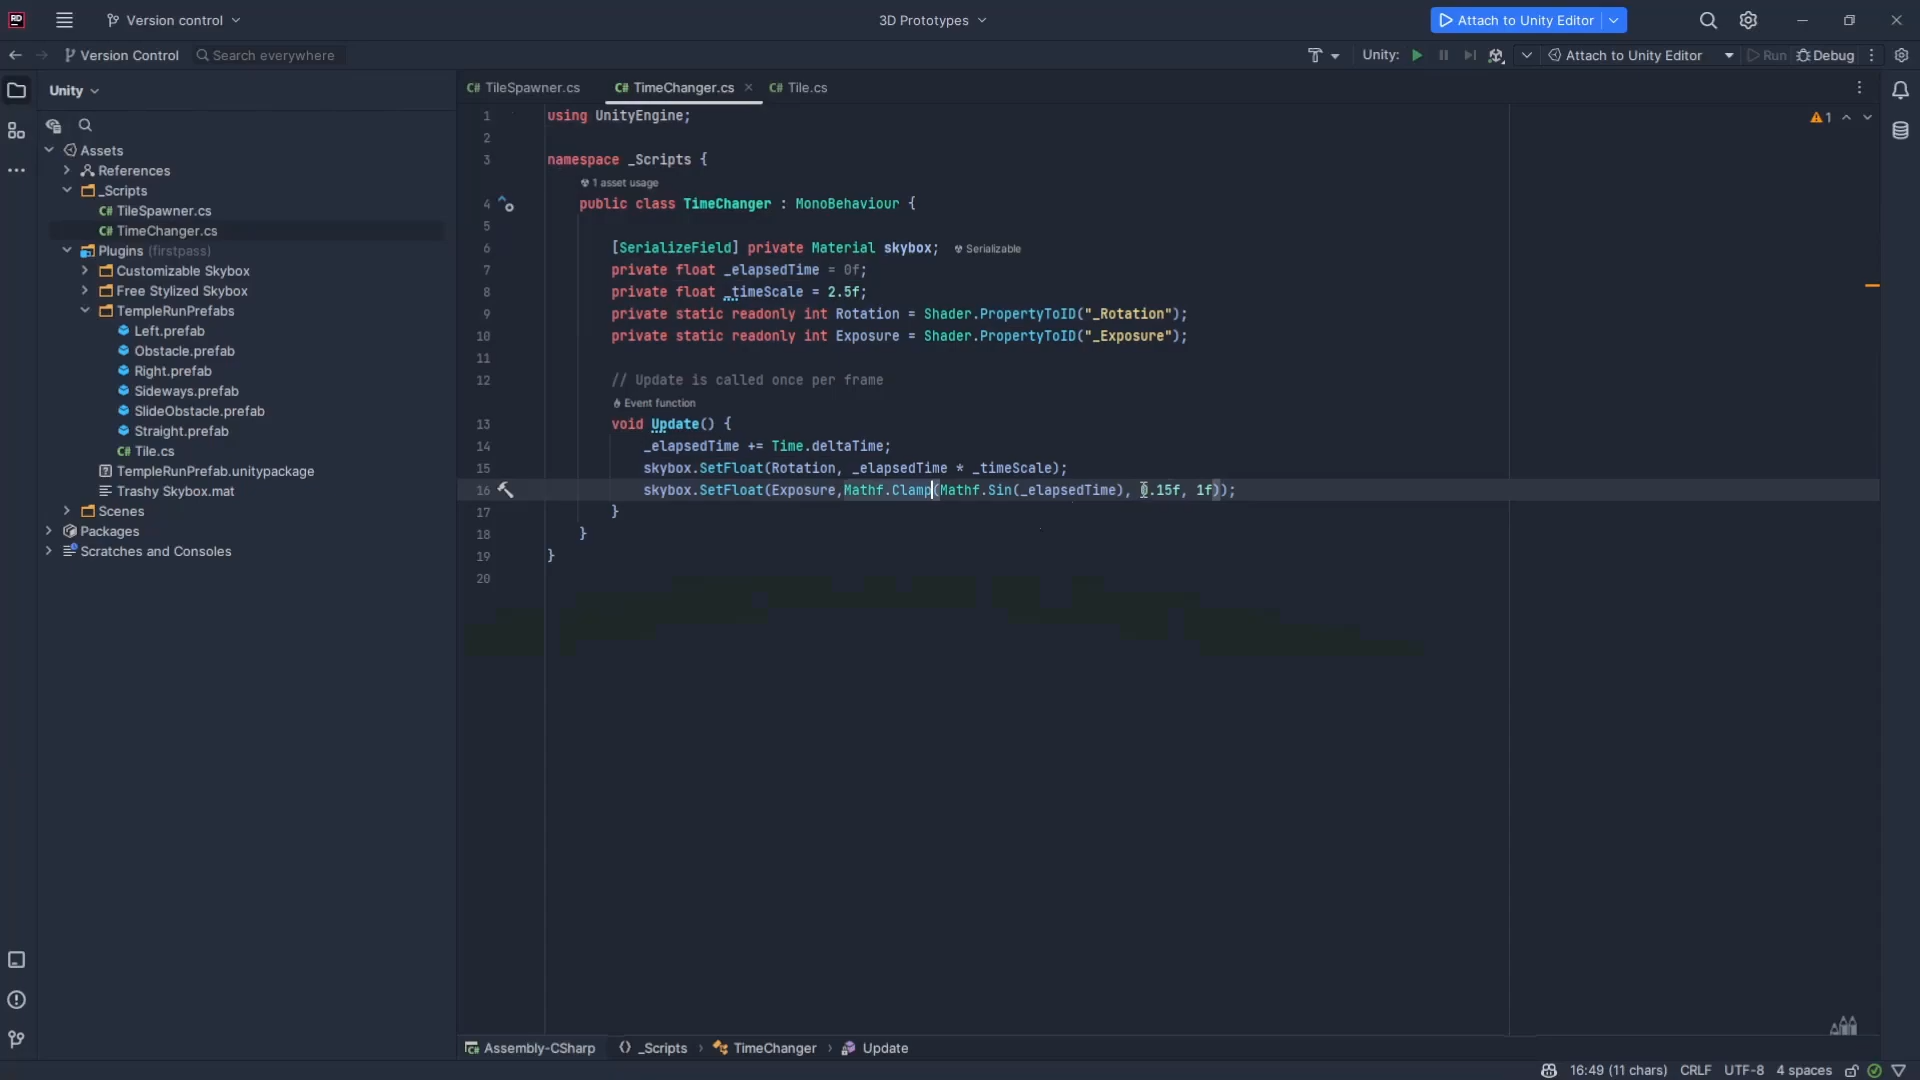 RD Version control 3D Prototypes Attach to Unity Editor
Version Control Search everywhere Unity: Attach to Unity Editor Run Debug
Unity
TileSpawner.cs TimeChanger.cs Tile.cs
Assets
References
_Scripts
TileSpawner.cs
TimeChanger.cs
Plugins (firstpass)
Customizable Skybox
Free Stylized Skybox
TempleRunPrefabs
Left.prefab
Obstacle.prefab
Right.prefab
Sideways.prefab
SlideObstacle.prefab
Straight.prefab
Tile.cs
TempleRunPrefab.unitypackage
Trashy Skybox.mat
Scenes
Packages
Scratches and Consoles
1 using UnityEngine;
1
2
3 namespace _Scripts {
1 asset usage
4 public class TimeChanger : MonoBehaviour {
5
6 [SerializeField] private Material skybox; Serializable
7 private float _elapsedTime = 0f;
8 private float _timeScale = 2.5f;
9 private static readonly int Rotation = Shader.PropertyToID("_Rotation");
10 private static readonly int Exposure = Shader.PropertyToID("_Exposure");
11
12 // Update is called once per frame
Event function
13 void Update() {
14 _elapsedTime += Time.deltaTime;
15 skybox.SetFloat(Rotation, _elapsedTime * _timeScale);
16 skybox.SetFloat(Exposure,Mathf.Clamp(Mathf.Sin(_elapsedTime), 0.15f, 1f));
17 }
18 }
19 }
20
Assembly-CSharp _Scripts TimeChanger Update
16:49 (11 chars) CRLF UTF-8 4 spaces